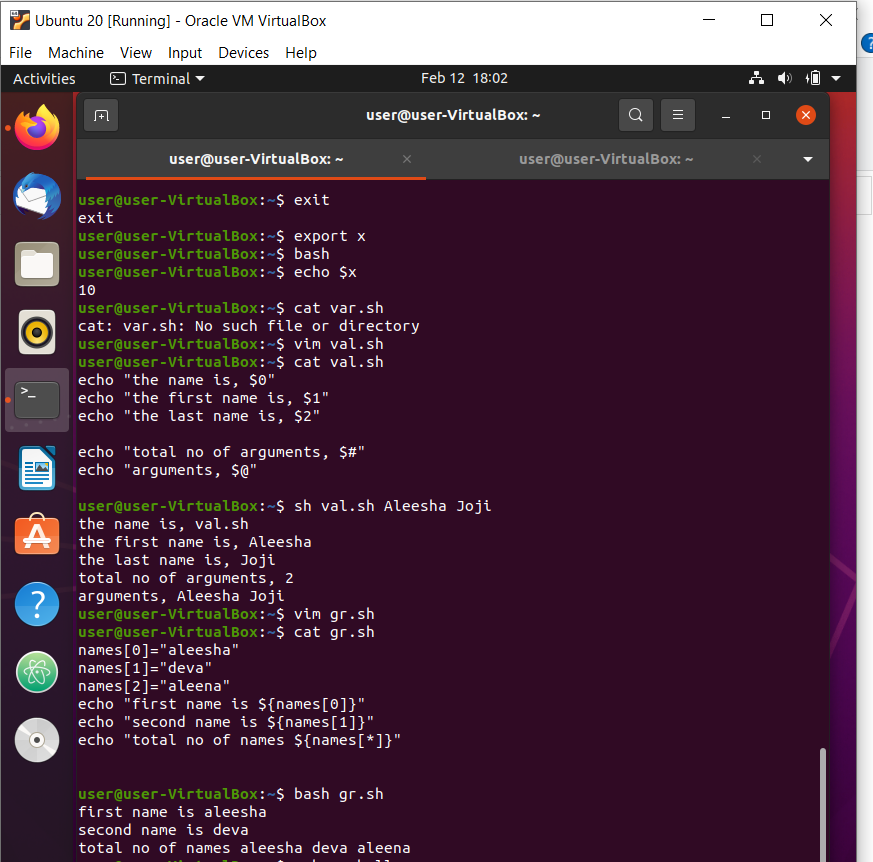 Ubuntu 20 [Running] - Oracle VM VirtualBox
File Machine View Input Devices Help
Activities Terminal Feb 12 18:02
user@user-VirtualBox: ~
user@user-VirtualBox: ~ user@user-VirtualBox: ~
user@user-VirtualBox:~$ exit
exit
user@user-VirtualBox:~$ export x
user@user-VirtualBox:~$ bash
user@user-VirtualBox:~$ echo $x
10
user@user-VirtualBox:~$ cat var.sh
cat: var.sh: No such file or directory
user@user-VirtualBox:~$ vim val.sh
user@user-VirtualBox:~$ cat val.sh
echo "the name is, $0"
echo "the first name is, $1"
echo "the last name is, $2"
echo "total no of arguments, $#"
echo "arguments, $@"
user@user-VirtualBox:~$ sh val.sh Aleesha Joji
the name is, val.sh
the first name is, Aleesha
the last name is, Joji
total no of arguments, 2
arguments, Aleesha Joji
user@user-VirtualBox:~$ vim gr.sh
user@user-VirtualBox:~$ cat gr.sh
names[0]="aleesha"
names[1]="deva"
names[2]="aleena"
echo "first name is ${names[0]}"
echo "second name is ${names[1]}"
echo "total no of names ${names[*]}"
user@user-VirtualBox:~$ bash gr.sh
first name is aleesha
second name is deva
total no of names aleesha deva aleena